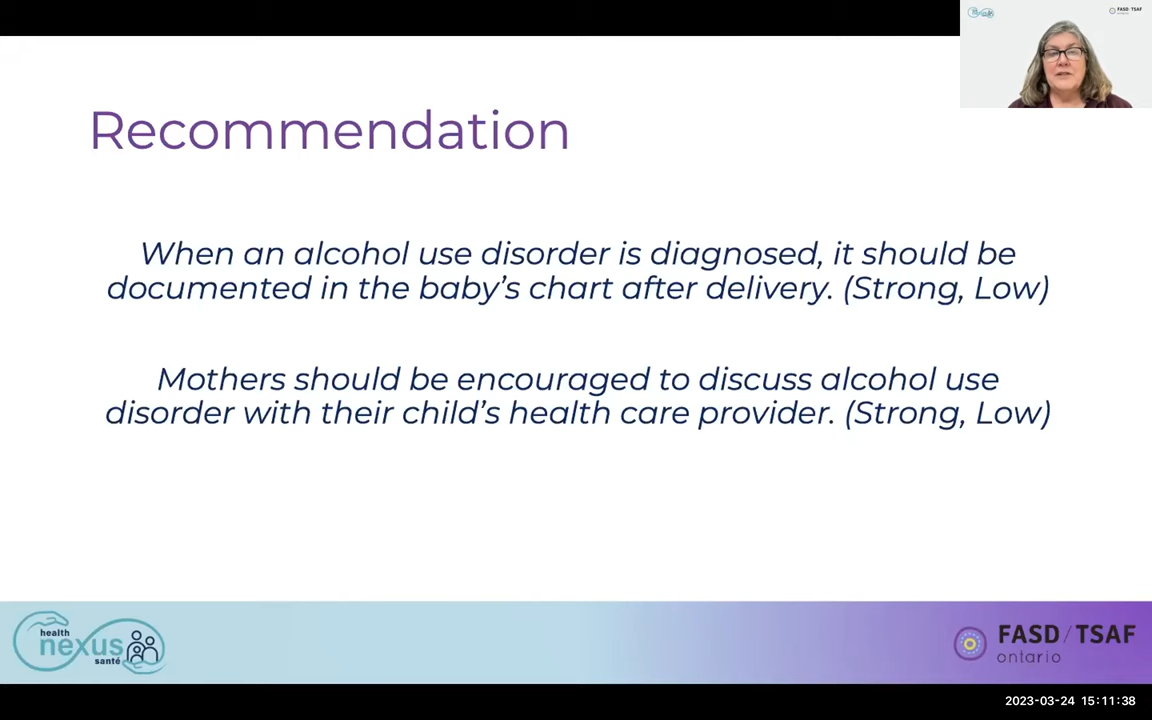 FASD / TSAF
Recommendation
When an alcohol use disorder is diagnosed, it should be
documented in the baby’s chart after delivery. (Strong, Low)
Mothers should be encouraged to discuss alcohol use
disorder with their child’s health care provider. (Strong, Low)
health
nexus
santé
FASD / TSAF
ontario
2023-03-24 15:11:38